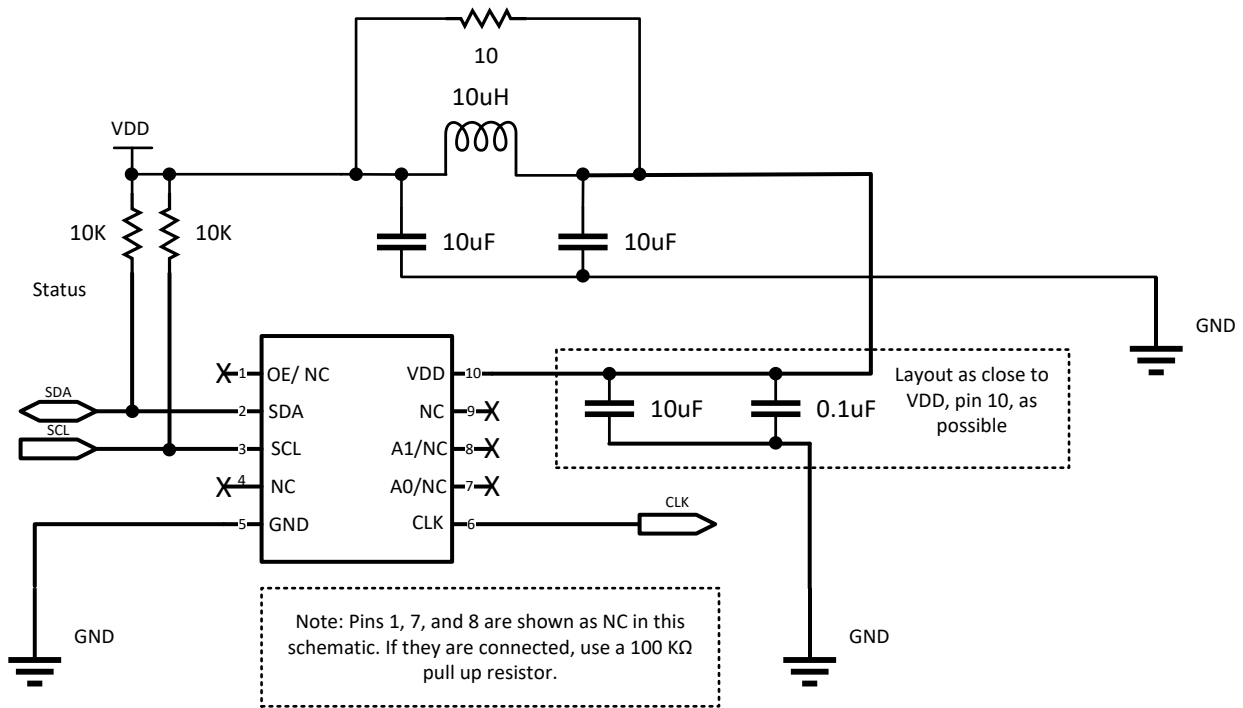 10
10uH
VDD
10K
10K
10uF
10uF
Status
GND
SDA
SCL
1
OE/ NC
2
SDA
3
SCL
4
NC
5
GND
VDD
10
NC
9
A1/NC
8
A0/NC
7
CLK
6
10uF
0.1uF
Layout as close to
VDD, pin 10, as
possible
CLK
Note: Pins 1, 7, and 8 are shown as NC in this
schematic. If they are connected, use a 100 KΩ
pull up resistor.
GND
GND